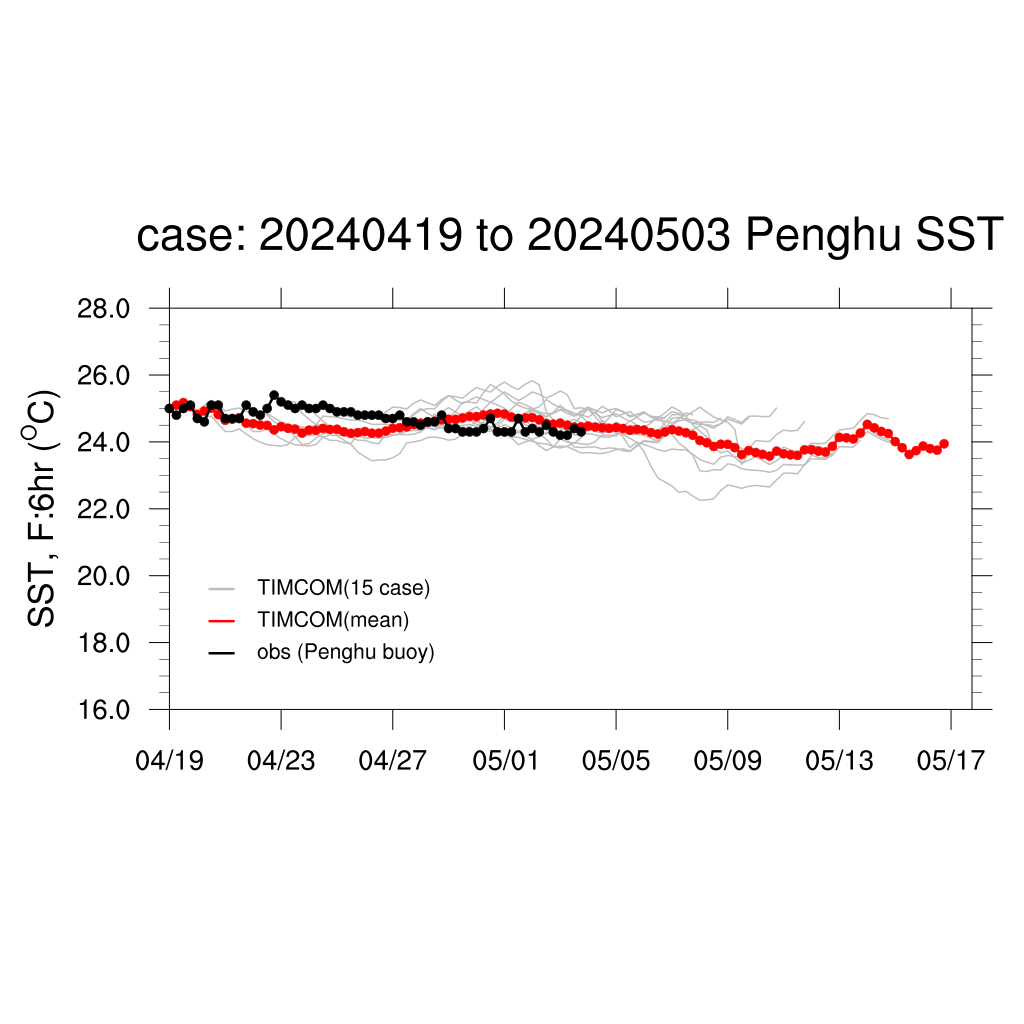 case: 20240419 to 20240503 Penghu SST
28.0
26.0
24.0
22.0
20.0
18.0
16.0
SST, F:6hr (°C)
TIMCOM(15 case)
TIMCOM(mean)
obs (Penghu buoy)
04/19 04/23 04/27 05/01 05/05 05/09 05/13 05/17